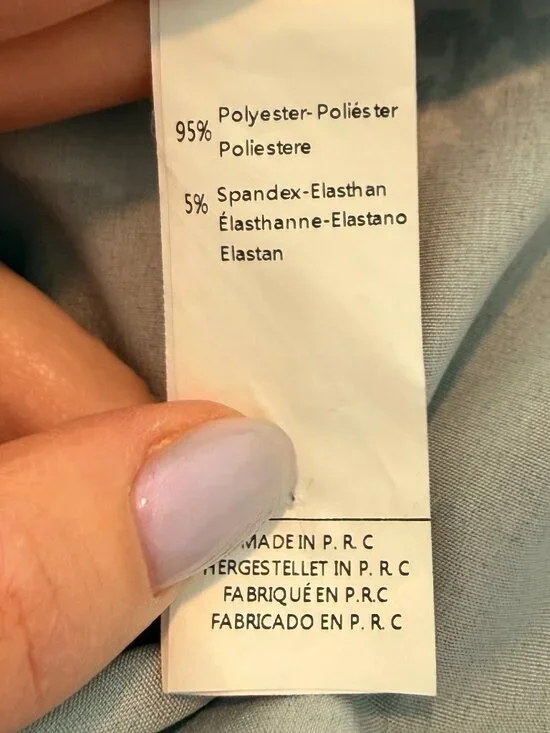 95% Polyester-Poliéster
Poliestere
5% Spandex-Elasthan
Élasthanne-Elastano
Elastan
MADE IN P. R. C
HERGESTELLET IN P. R. C
FABRIQUÉ EN P.R.C
FABRICADO EN P. R. C